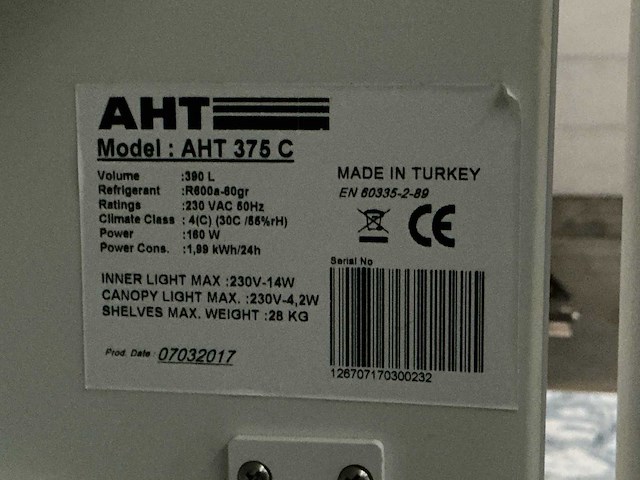 AHT
Model : AHT 375 C
Volume : 390 L
Refrigerant : R600a-60gr
Ratings : 230 VAC 50Hz
Climate Class : 4(C) (30C /55%rH)
Power : 160 W
Power Cons. : 1,99 kWh/24h
MADE IN TURKEY
EN 60335-2-89
CE
INNER LIGHT MAX :230V-14W
CANOPY LIGHT MAX. :230V-4,2W
SHELVES MAX. WEIGHT :28 KG
Serial No
126707170300232
Prod. Date : 07032017